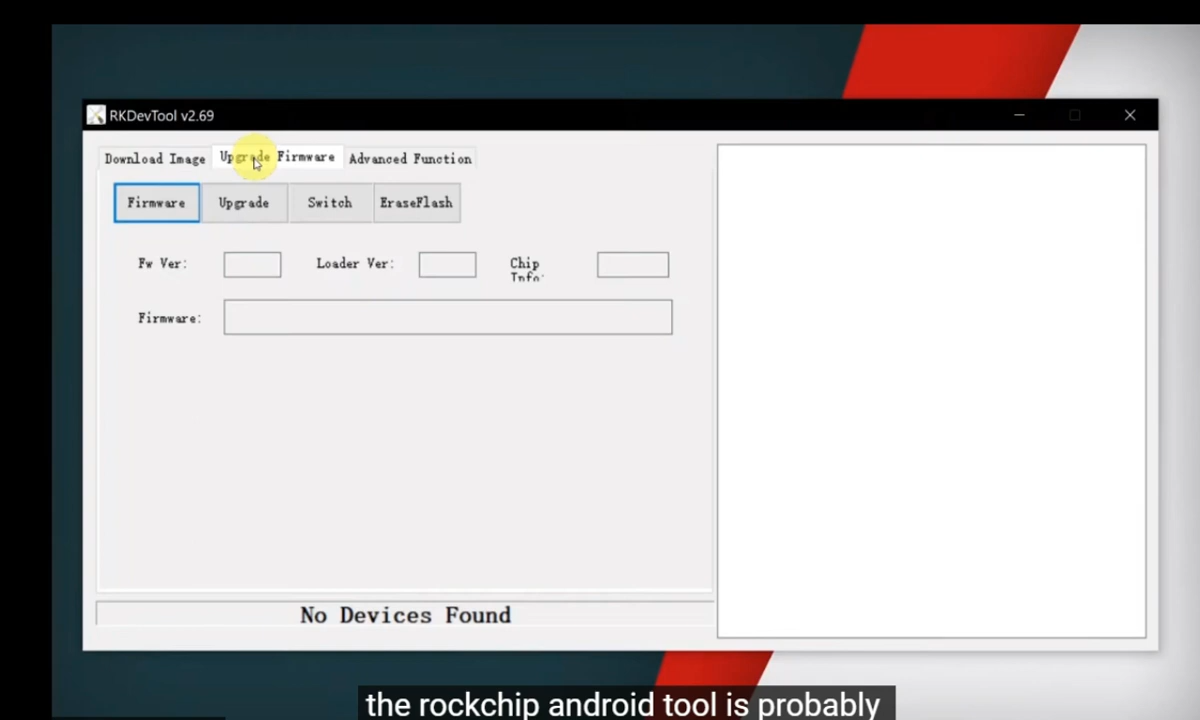 RKDevTool v2.69
Download Image Upgrade Firmware Advanced Function
Firmware Upgrade Switch EraseFlash
Fw Ver: Loader Ver: Chip
Info:
Firmware:
No Devices Found
the rockchip android tool is probably